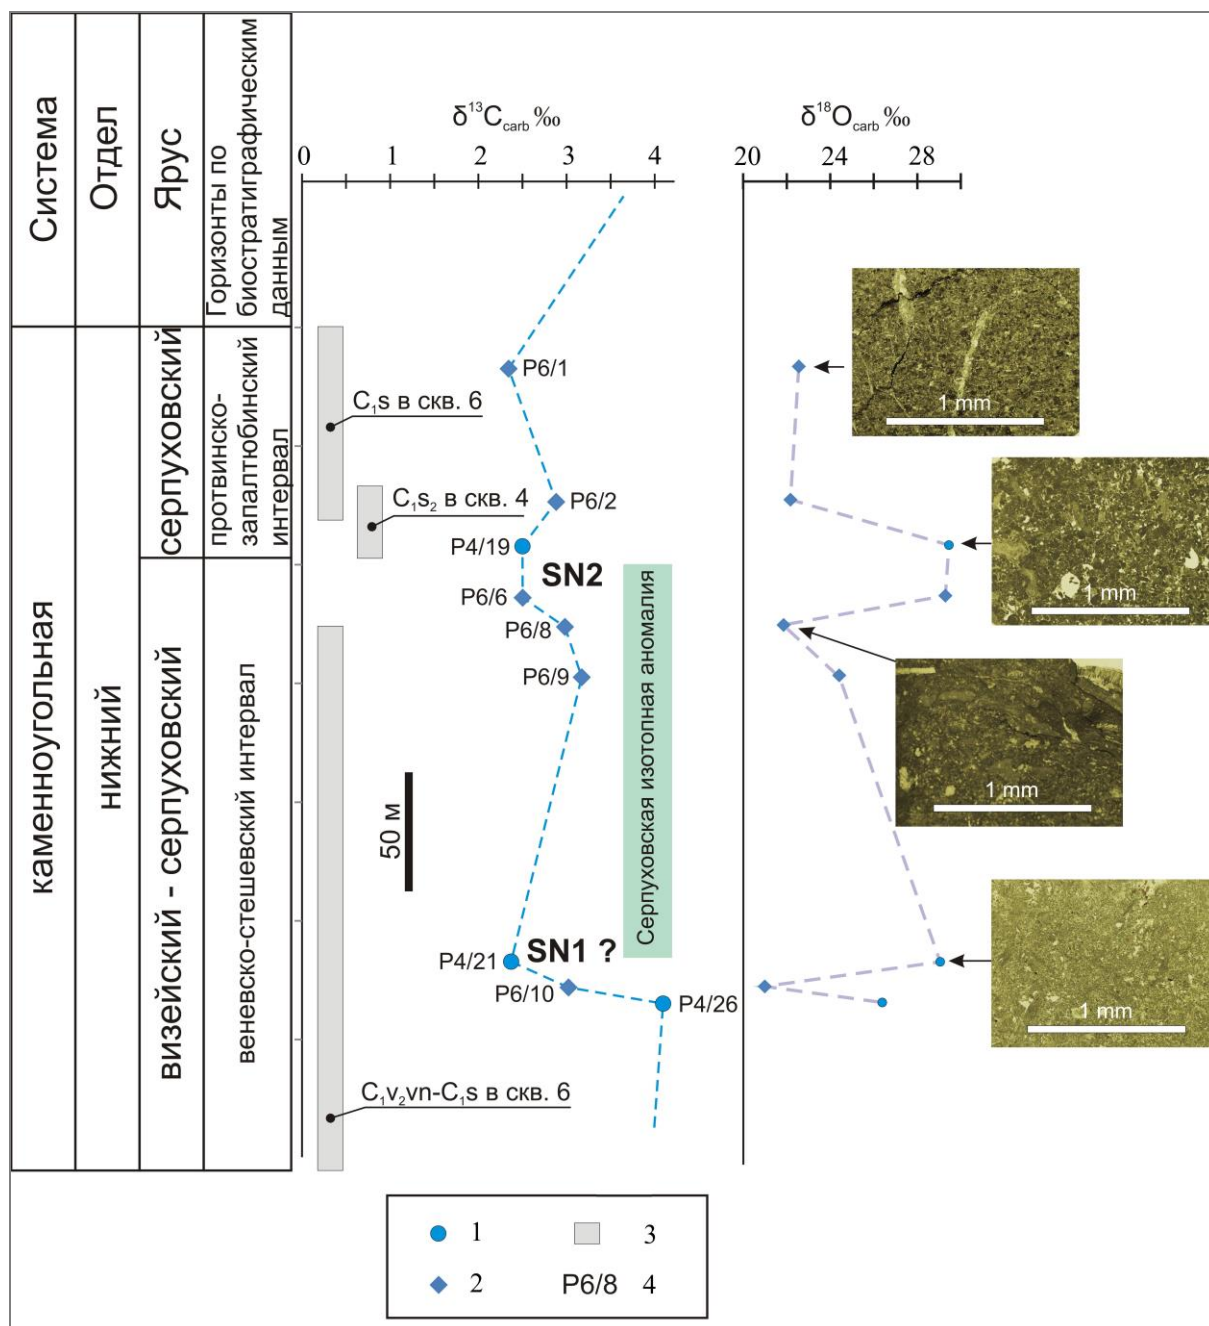 Система
Отдел
Ярус
Горизонты по
биостратиграфическим
данным
δ¹³C_carb ‰
0 1 2 3 4
δ¹⁸O_carb ‰
20 24 28
каменноугольная
нижний
серпуховский
протвинско-
запалтюбинский
интервал
визейский - серпуховский
веневско-стешевский интервал
C₁s в скв. 6
C₁s₂ в скв. 4
C₁v₂vn-C₁s в скв. 6
50 м
P6/1
P6/2
P4/19
SN2
P6/6
P6/8
P6/9
Серпуховская изотопная аномалия
SN1 ?
P4/21
P6/10
P4/26
1 mm
1 mm
1 mm
1 mm
1 3
2 P6/8 4